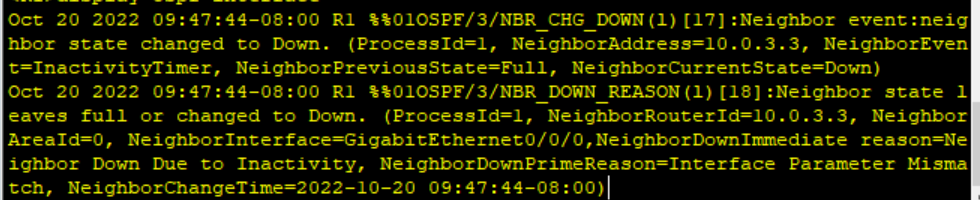 Oct 20 2022 09:47:44-08:00 R1 %%01OSPF/3/NBR_CHG_DOWN(l)[17]:Neighbor event:neig
hbor state changed to Down. (ProcessId=1, NeighborAddress=10.0.3.3, NeighborEven
t=InactivityTimer, NeighborPreviousState=Full, NeighborCurrentState=Down)
Oct 20 2022 09:47:44-08:00 R1 %%01OSPF/3/NBR_DOWN_REASON(l)[18]:Neighbor state l
eaves full or changed to Down. (ProcessId=1, NeighborRouterId=10.0.3.3, Neighbor
AreaId=0, NeighborInterface=GigabitEthernet0/0/0,NeighborDownImmediate reason=Ne
ighbor Down Due to Inactivity, NeighborDownPrimeReason=Interface Parameter Misma
tch, NeighborChangeTime=2022-10-20 09:47:44-08:00)